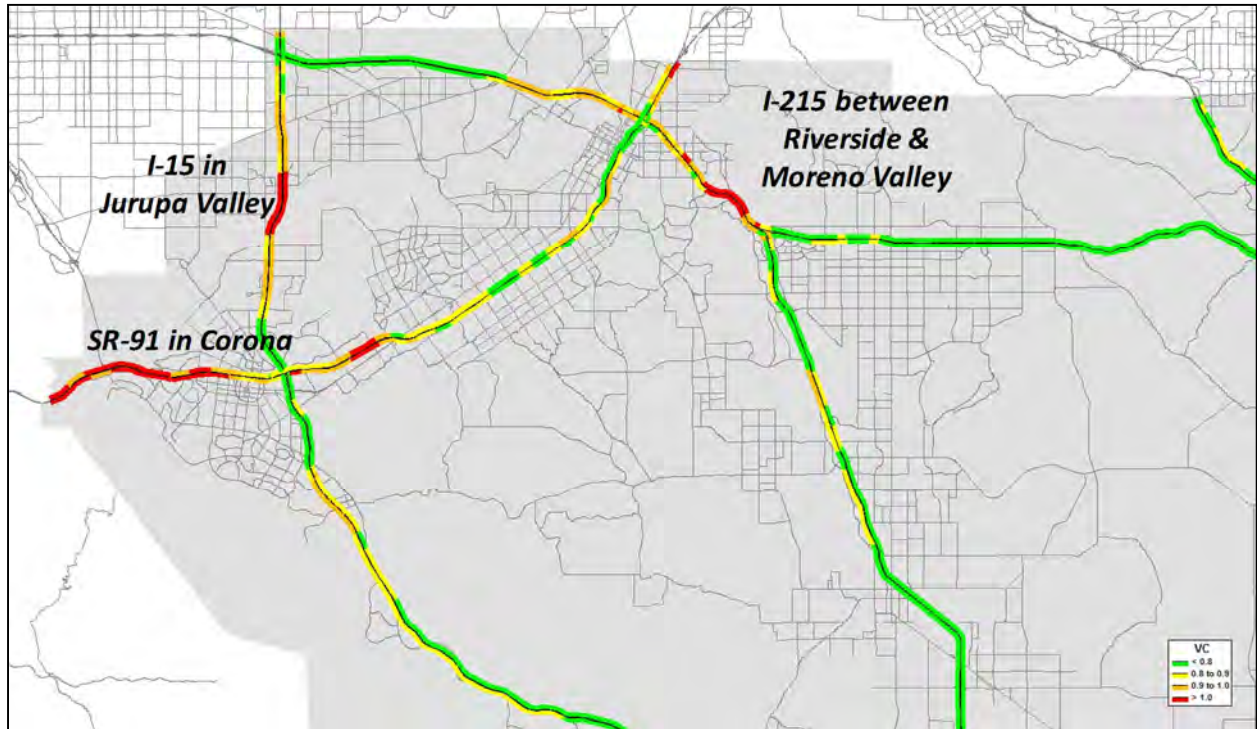 I-215 between
Riverside &
Moreno Valley
I-15 in
Jurupa Valley
SR-91 in Corona
VC
< 0.8
0.8 to 0.9
0.9 to 1.0
> 1.0